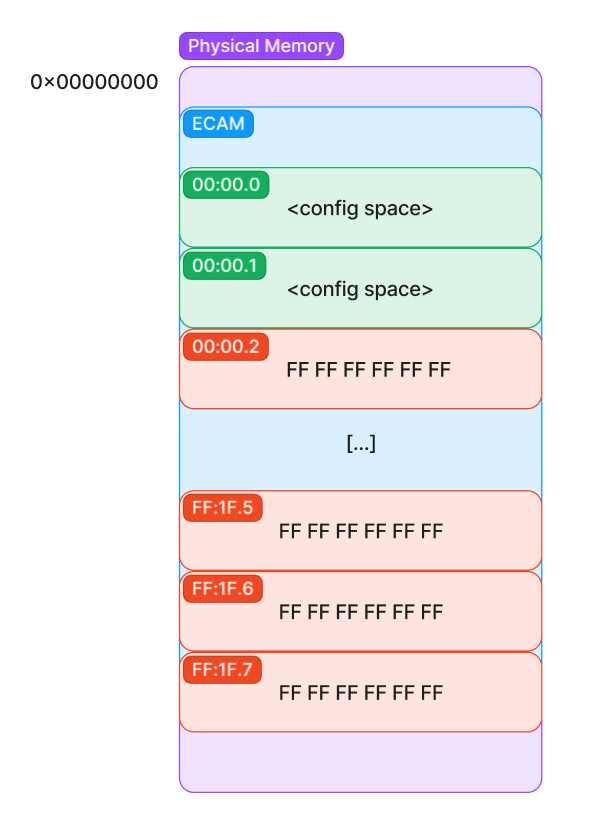 Physical Memory
0×00000000
ECAM
00:00.0
<config space>
00:00.1
<config space>
00:00.2
FF FF FF FF FF FF
[...]
FF:1F.5
FF FF FF FF FF FF
FF:1F.6
FF FF FF FF FF FF
FF:1F.7
FF FF FF FF FF FF